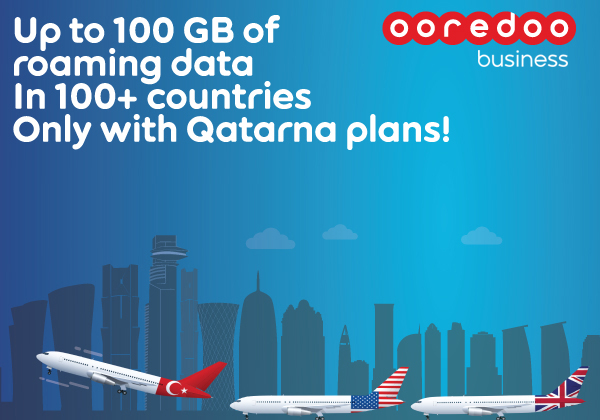 Up to 100 GB of
roaming data
In 100+ countries
Only with Qatarna plans!
ooredoo
business